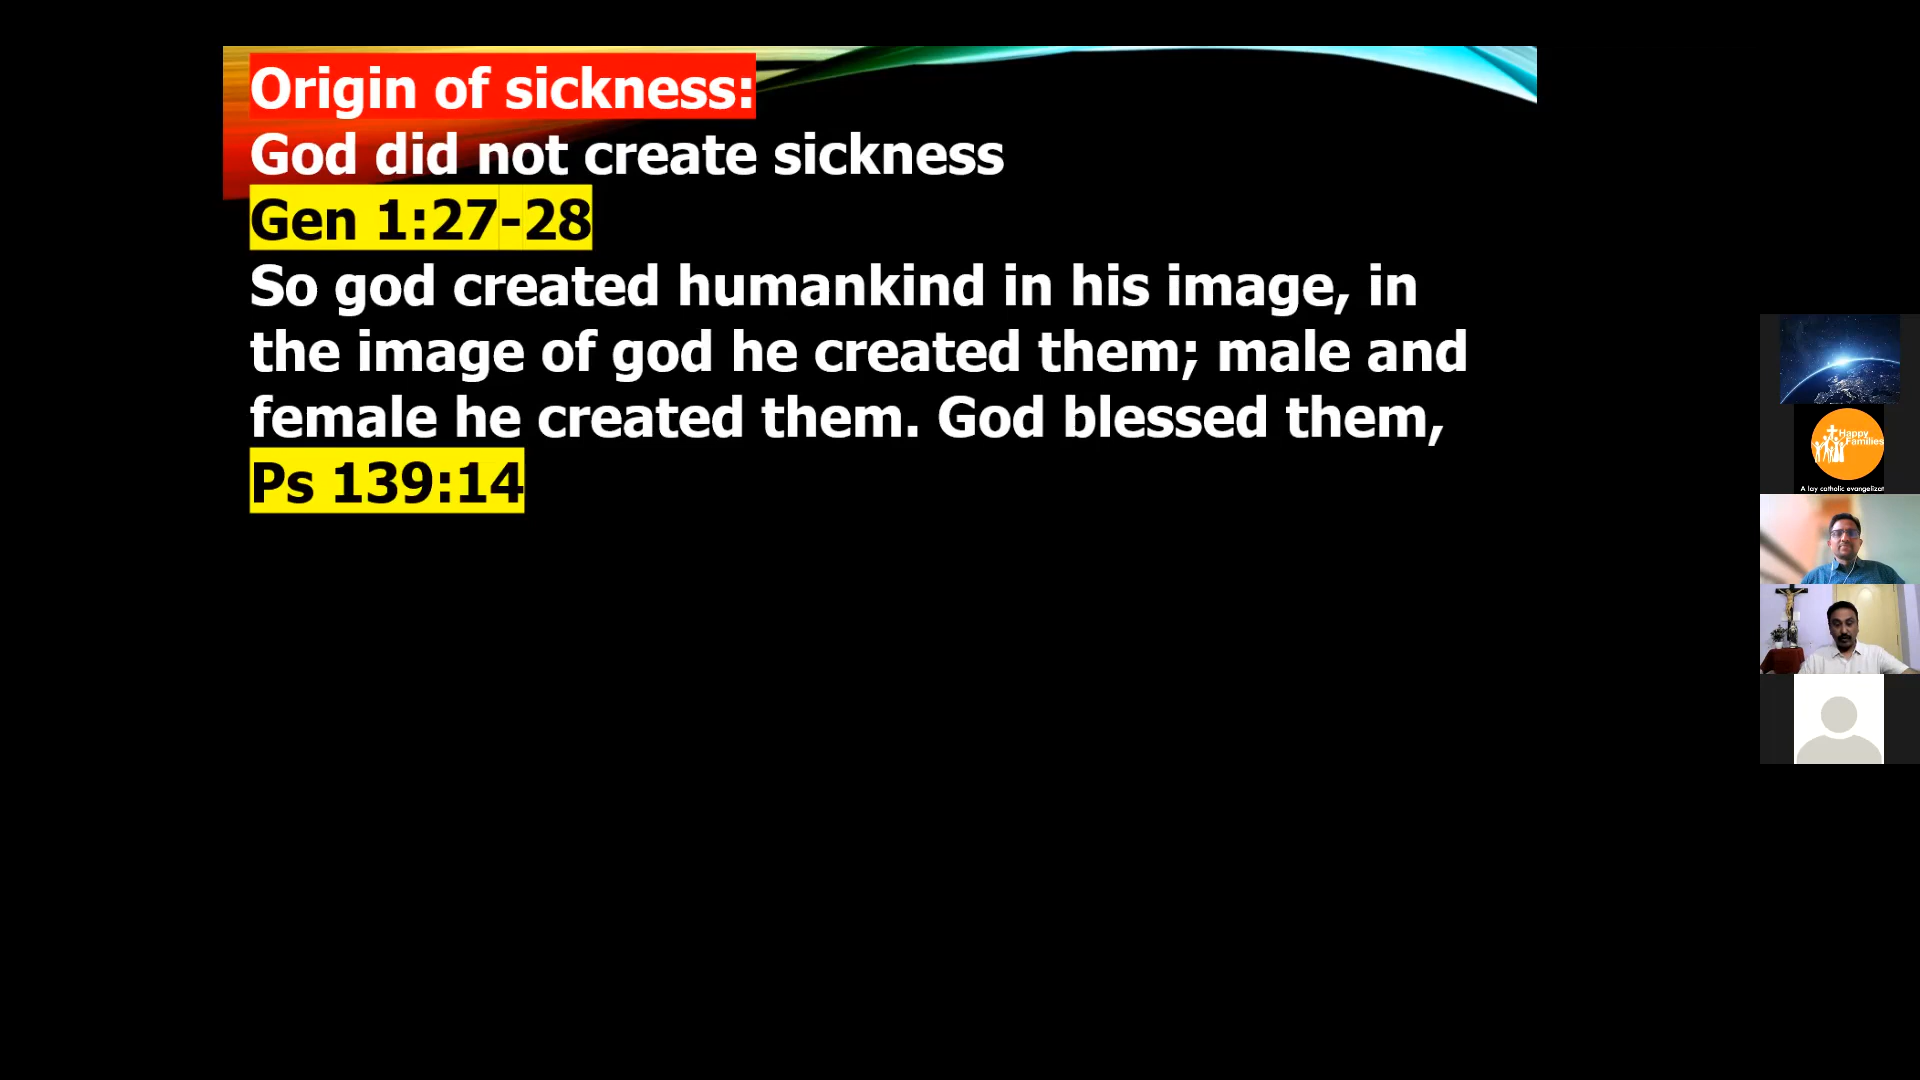 Origin of sickness:
God did not create sickness
Gen 1:27-28
So god created humankind in his image, in
the image of god he created them; male and
female he created them. God blessed them,
Ps 139:14
Happy
Families
A lay catholic evangelizat